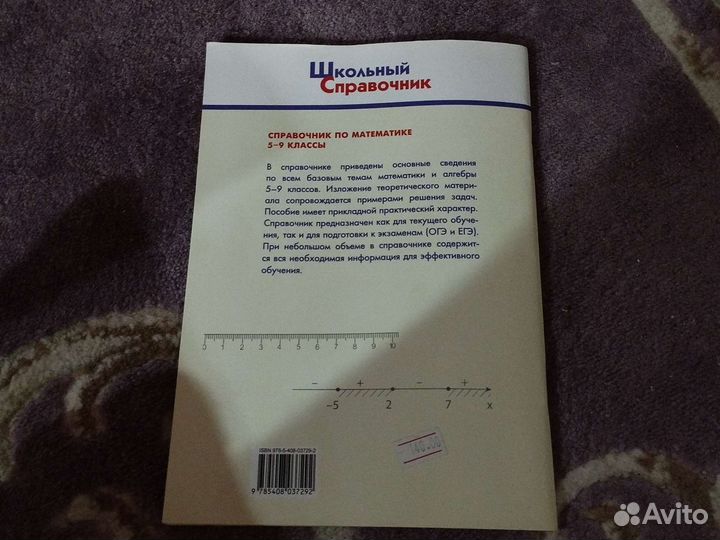 Школьный
Справочник
СПРАВОЧНИК ПО МАТЕМАТИКЕ
5–9 КЛАССЫ
В справочнике приведены основные сведения
по всем базовым темам математики и алгебры
5–9 классов. Изложение теоретического матери-
ала сопровождается примерами решения задач.
Пособие имеет прикладной практический характер.
Справочник предназначен как для текущего обуче-
ния, так и для подготовки к экзаменам (ОГЭ и ЕГЭ).
При небольшом объеме в справочнике содержит-
ся вся необходимая информация для эффективного
обучения.
0 1 2 3 4 5 6 7 8 9 10
− + − +
−5 2 7 x
ISBN 978-5-408-03729-2
9 785408 037292
146.00
Avito